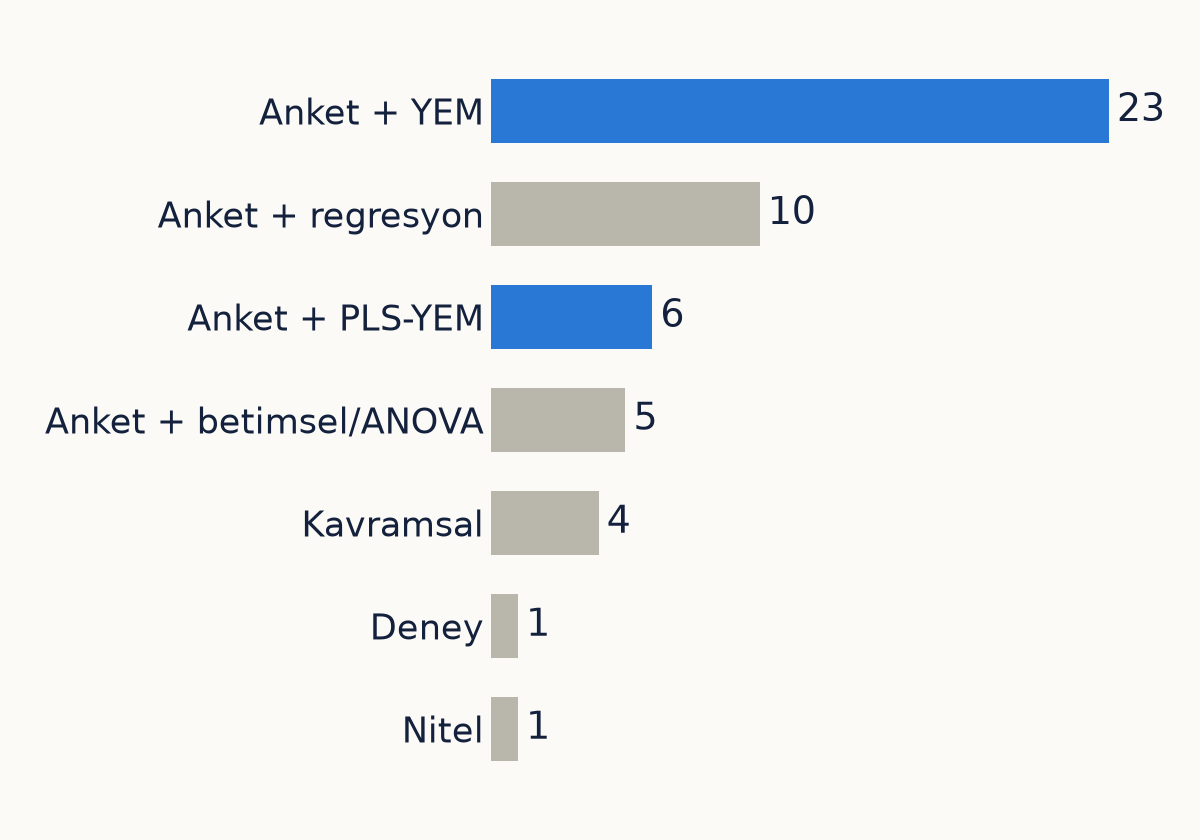 Anket + YEM 23
Anket + regresyon 10
Anket + PLS-YEM 6
Anket + betimsel/ANOVA 5
Kavramsal 4
Deney 1
Nitel 1